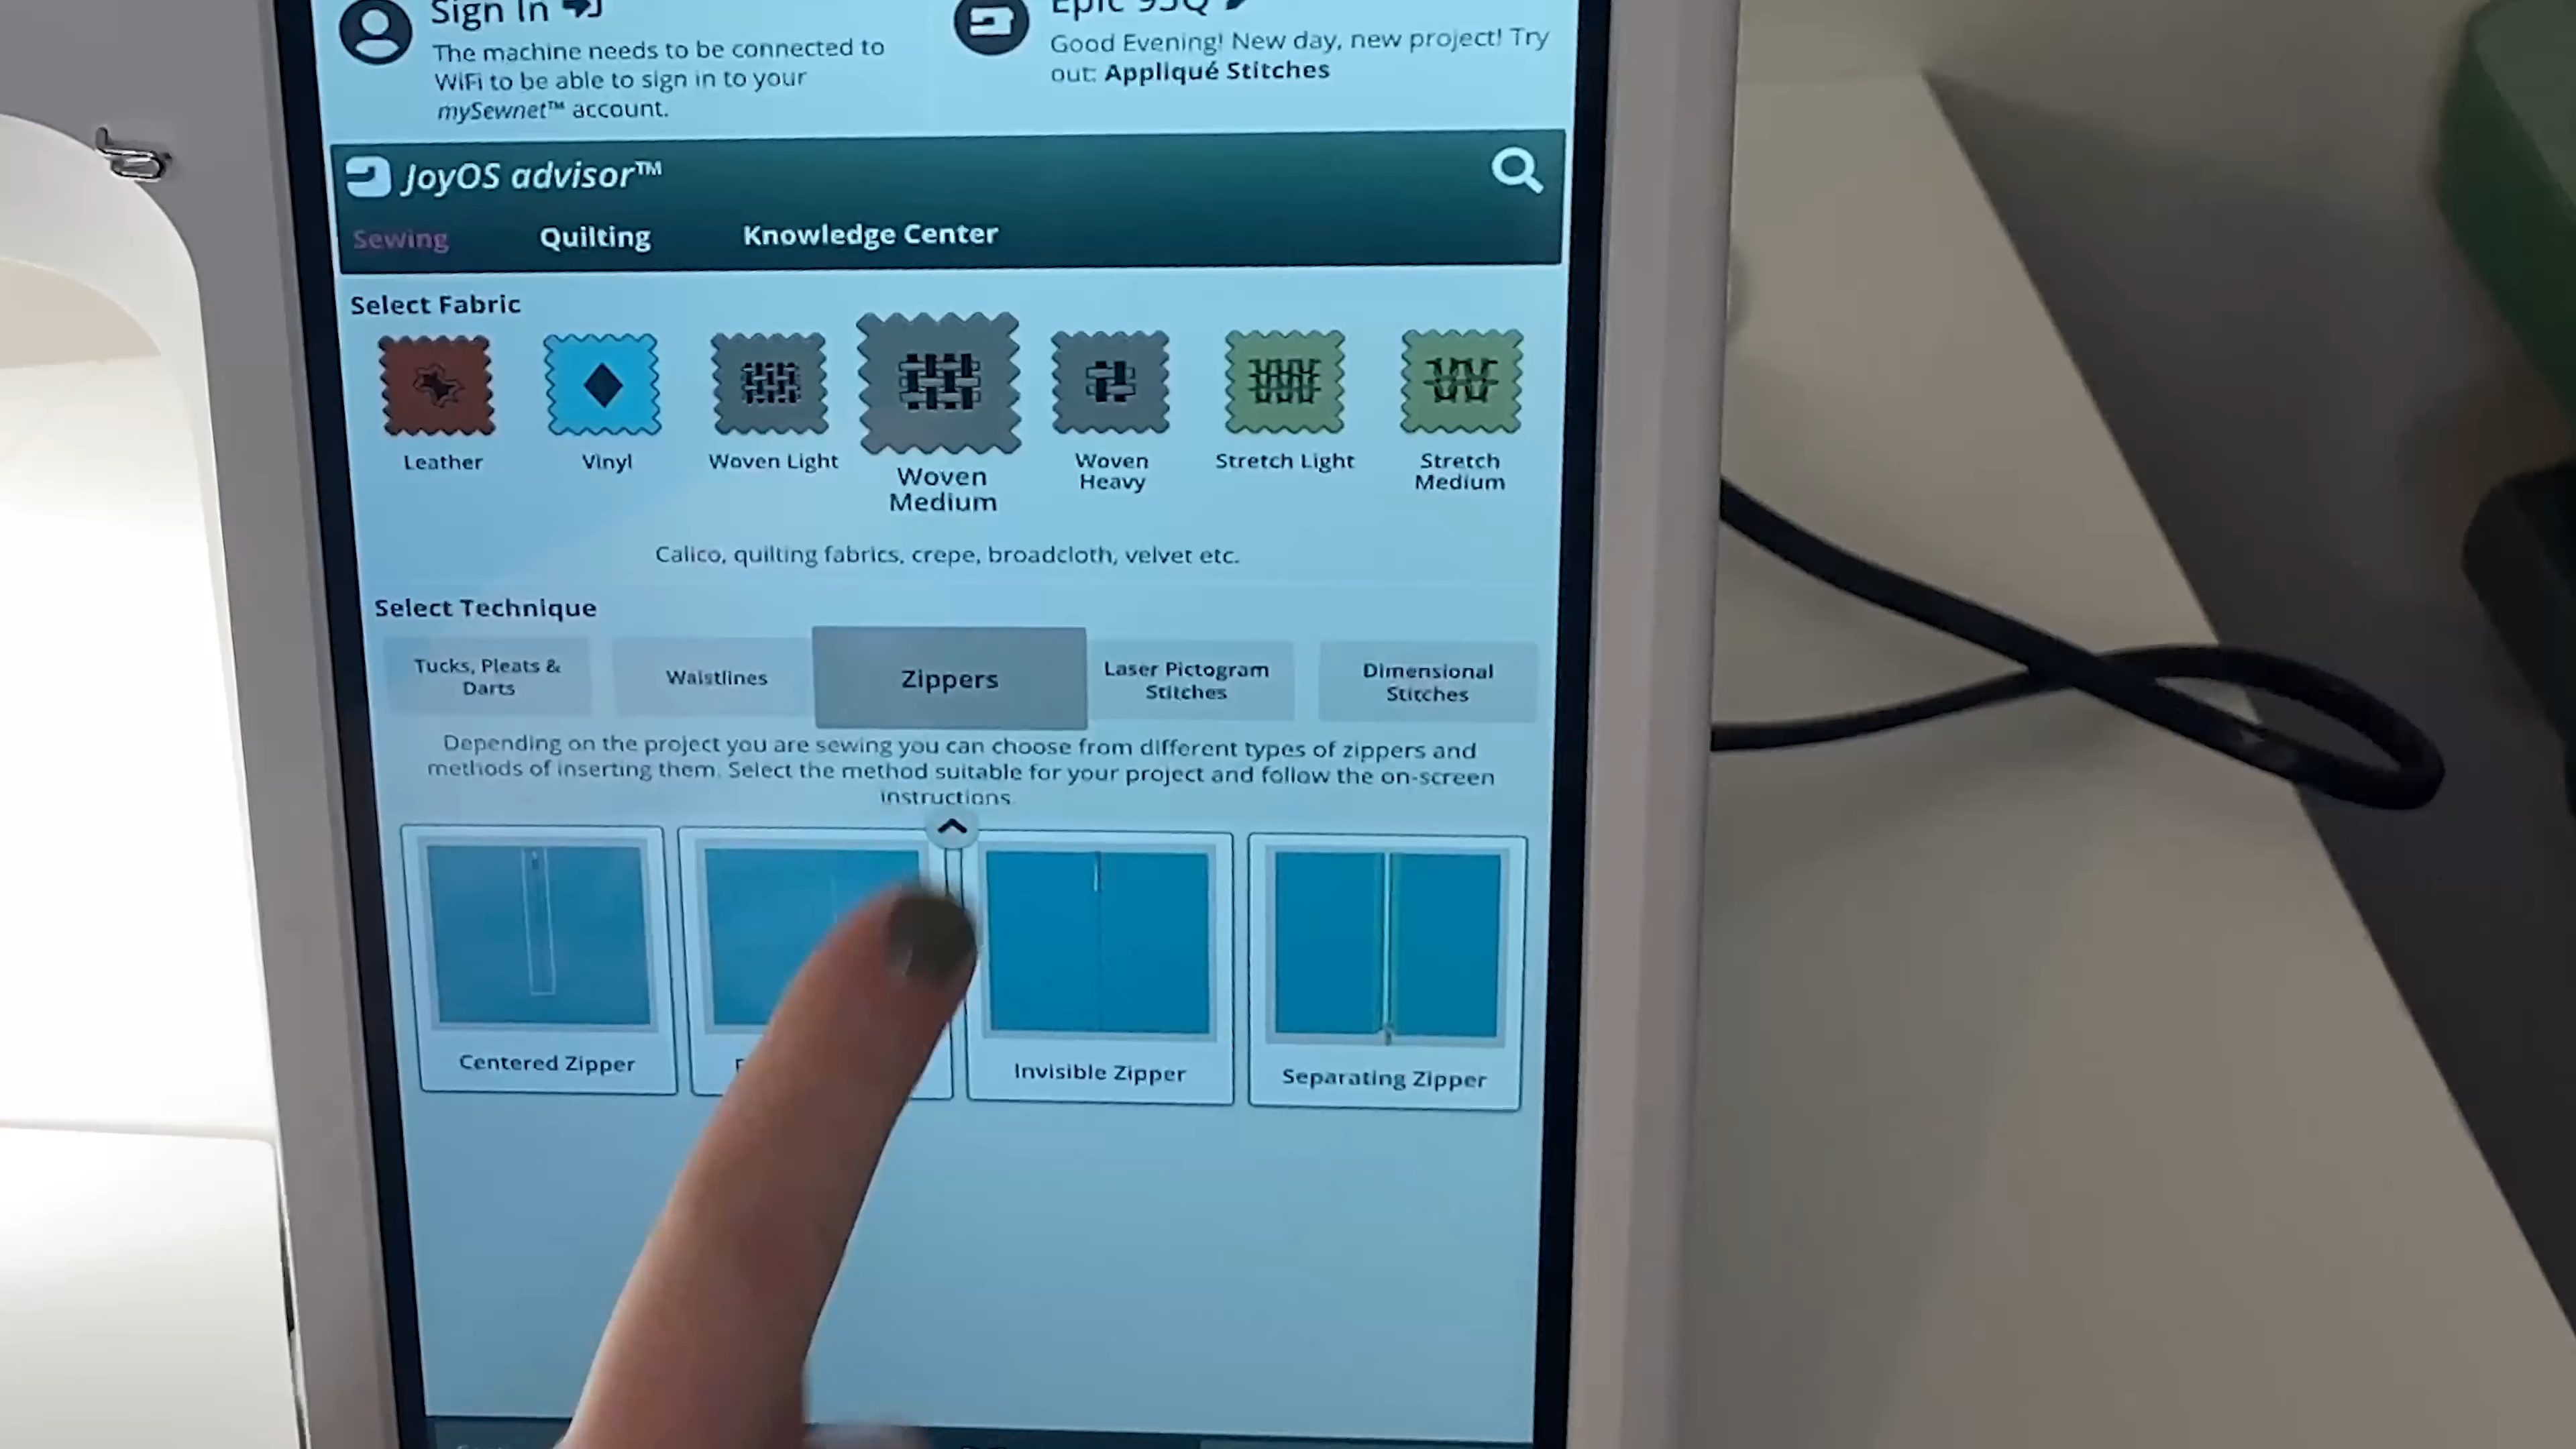 Sign In
Epic 95Q
The machine needs to be connected to
WiFi to be able to sign in to your
mySewnet™ account.
Good Evening! New day, new project! Try
out: Appliqué Stitches
JoyOS advisor™
Sewing
Quilting
Knowledge Center
Select Fabric
Leather
Vinyl
Woven Light
Woven
Medium
Woven
Heavy
Stretch Light
Stretch
Medium
Calico, quilting fabrics, crepe, broadcloth, velvet etc.
Select Technique
Tucks, Pleats &
Darts
Waistlines
Zippers
Laser Pictogram
Stitches
Dimensional
Stitches
Depending on the project you are sewing you can choose from different types of zippers and
methods of inserting them. Select the method suitable for your project and follow the on-screen
instructions.
Centered Zipper
Invisible Zipper
Separating Zipper